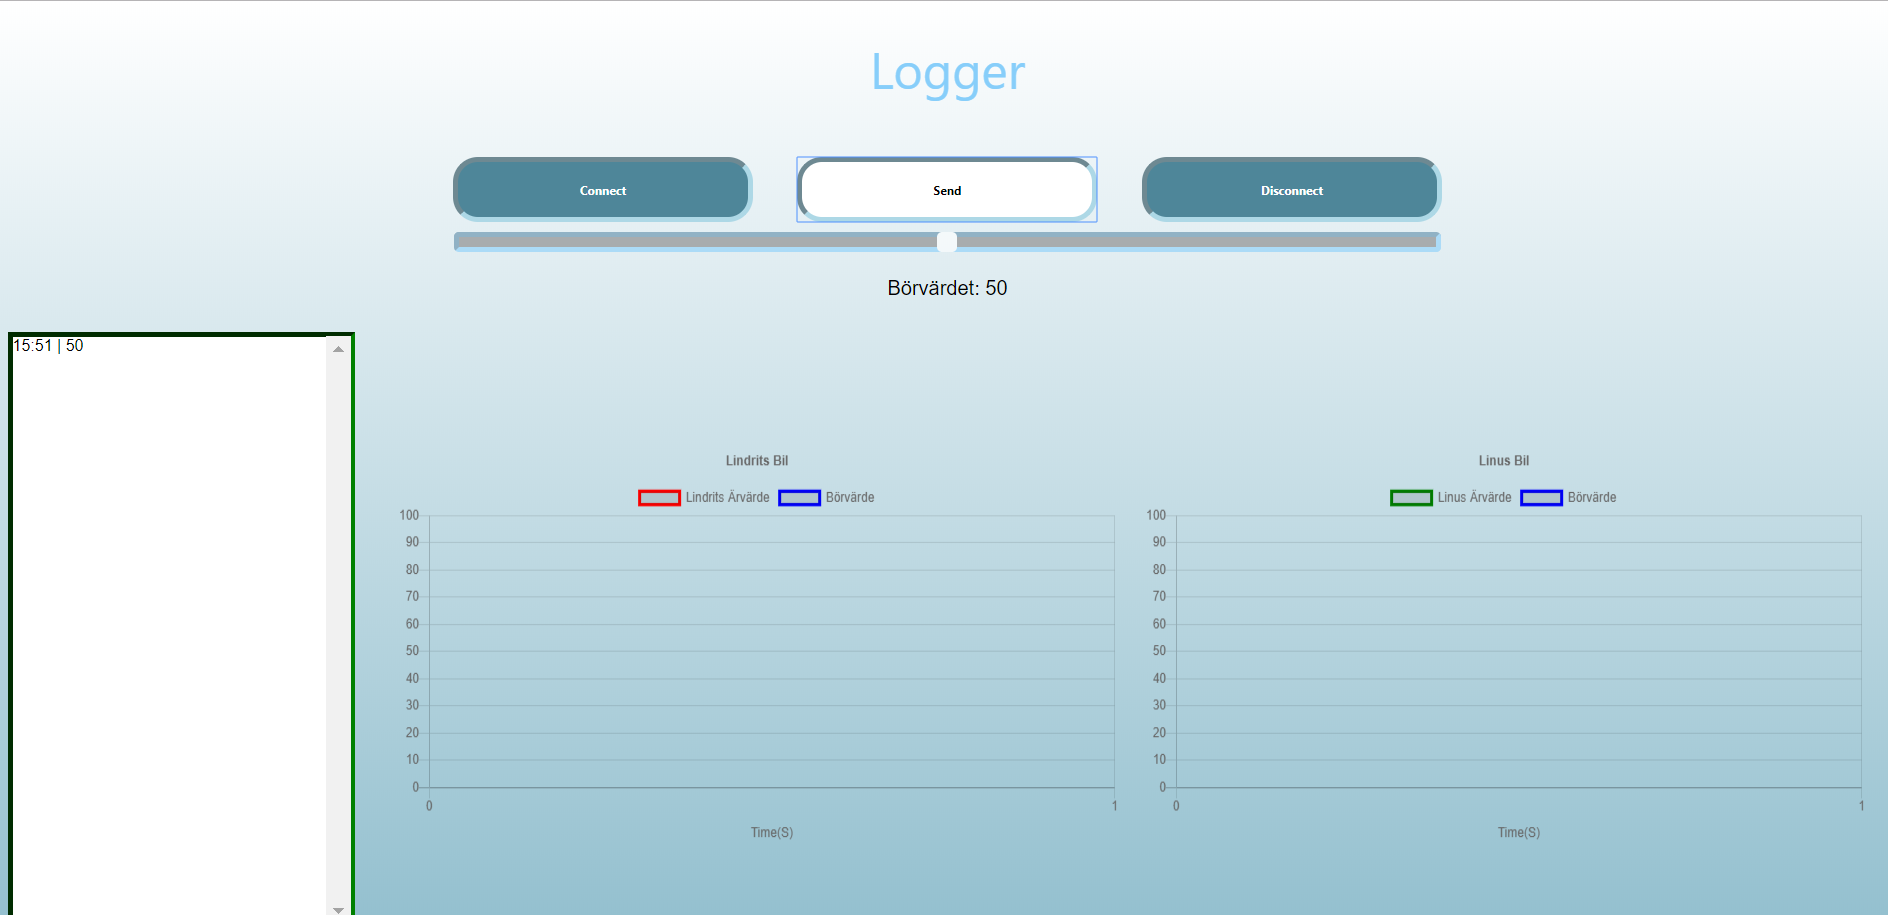 Logger
Connect
Send
Disconnect
Börvärdet: 50
15:51 | 50
Lindrits Bil
Lindrits Ärvärde Börvärde
100
90
80
70
60
50
40
30
20
10
0
0 1
Time(S)
Linus Bil
Linus Ärvärde Börvärde
100
90
80
70
60
50
40
30
20
10
0
0 1
Time(S)